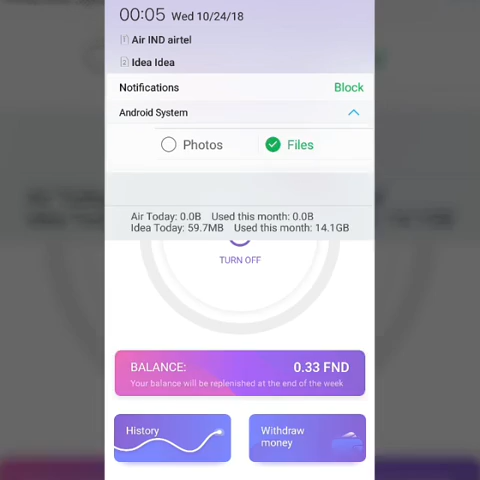 00:05 Wed 10/24/18
1 Air IND airtel
2 Idea Idea
Notifications Block
Android System
Photos Files
Air Today: 0.0B Used this month: 0.0B
Idea Today: 59.7MB Used this month: 14.1GB
TURN OFF
BALANCE: 0.33 FND
Your balance will be replenished at the end of the week
History Withdraw money